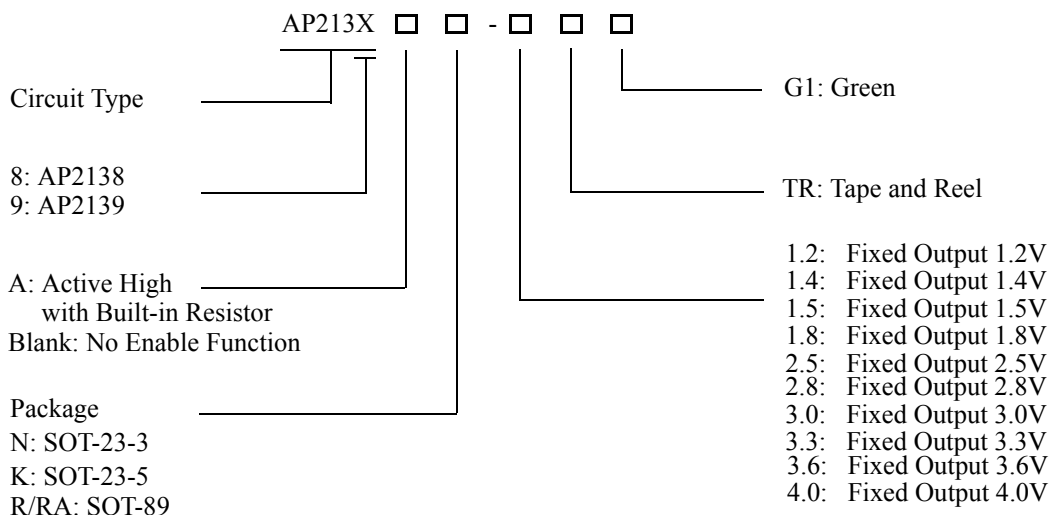 AP213X □ □ - □ □ □
Circuit Type
8: AP2138
9: AP2139
A: Active High
with Built-in Resistor
Blank: No Enable Function
Package
N: SOT-23-3
K: SOT-23-5
R/RA: SOT-89
G1: Green
TR: Tape and Reel
1.2: Fixed Output 1.2V
1.4: Fixed Output 1.4V
1.5: Fixed Output 1.5V
1.8: Fixed Output 1.8V
2.5: Fixed Output 2.5V
2.8: Fixed Output 2.8V
3.0: Fixed Output 3.0V
3.3: Fixed Output 3.3V
3.6: Fixed Output 3.6V
4.0: Fixed Output 4.0V